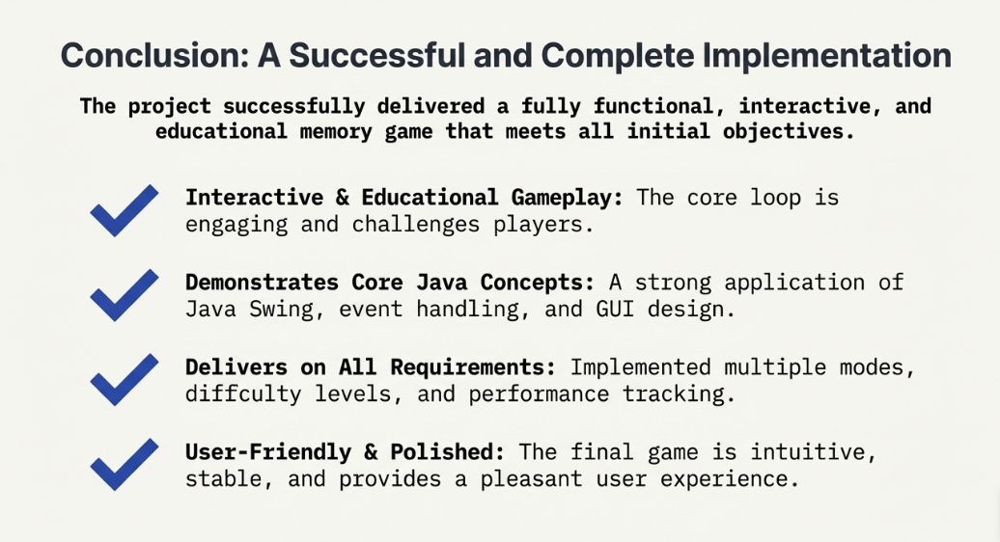 Conclusion: A Successful and Complete Implementation
The project successfully delivered a fully functional, interactive, and
educational memory game that meets all initial objectives.
Interactive & Educational Gameplay: The core loop is
engaging and challenges players.
Demonstrates Core Java Concepts: A strong application of
Java Swing, event handling, and GUI design.
Delivers on All Requirements: Implemented multiple modes,
diffculty levels, and performance tracking.
User-Friendly & Polished: The final game is intuitive,
stable, and provides a pleasant user experience.